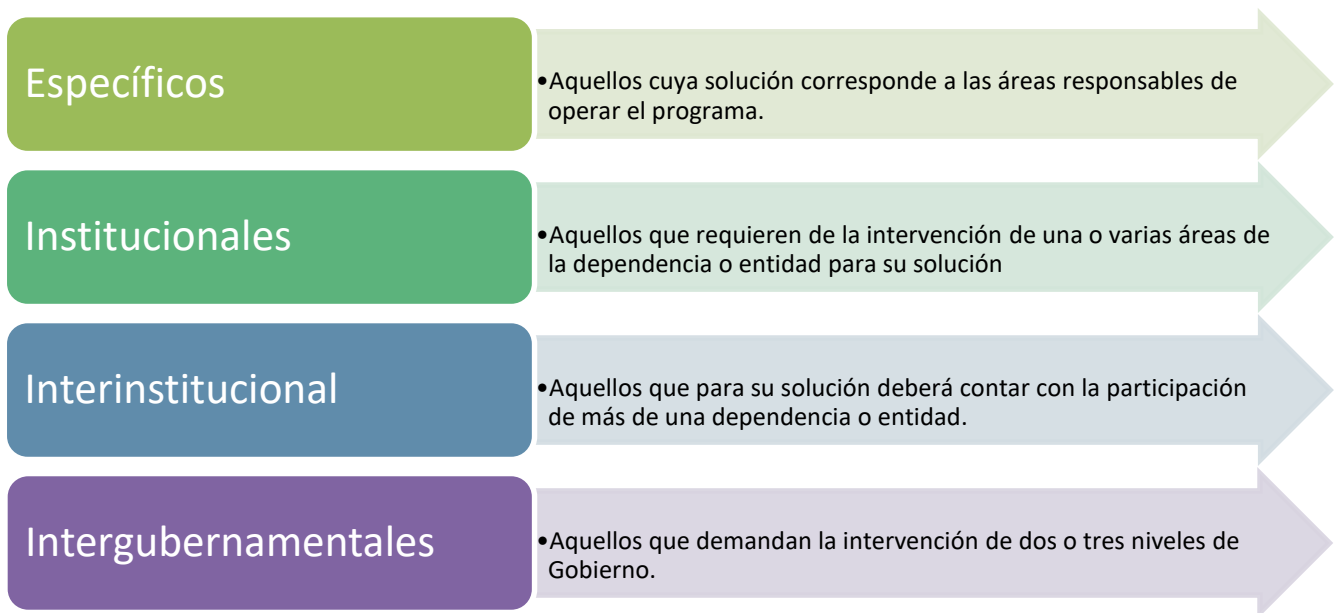 Específicos
•Aquellos cuya solución corresponde a las áreas responsables de
operar el programa.
Institucionales
•Aquellos que requieren de la intervención de una o varias áreas de
la dependencia o entidad para su solución
Interinstitucional
•Aquellos que para su solución deberá contar con la participación
de más de una dependencia o entidad.
Intergubernamentales
•Aquellos que demandan la intervención de dos o tres niveles de
Gobierno.